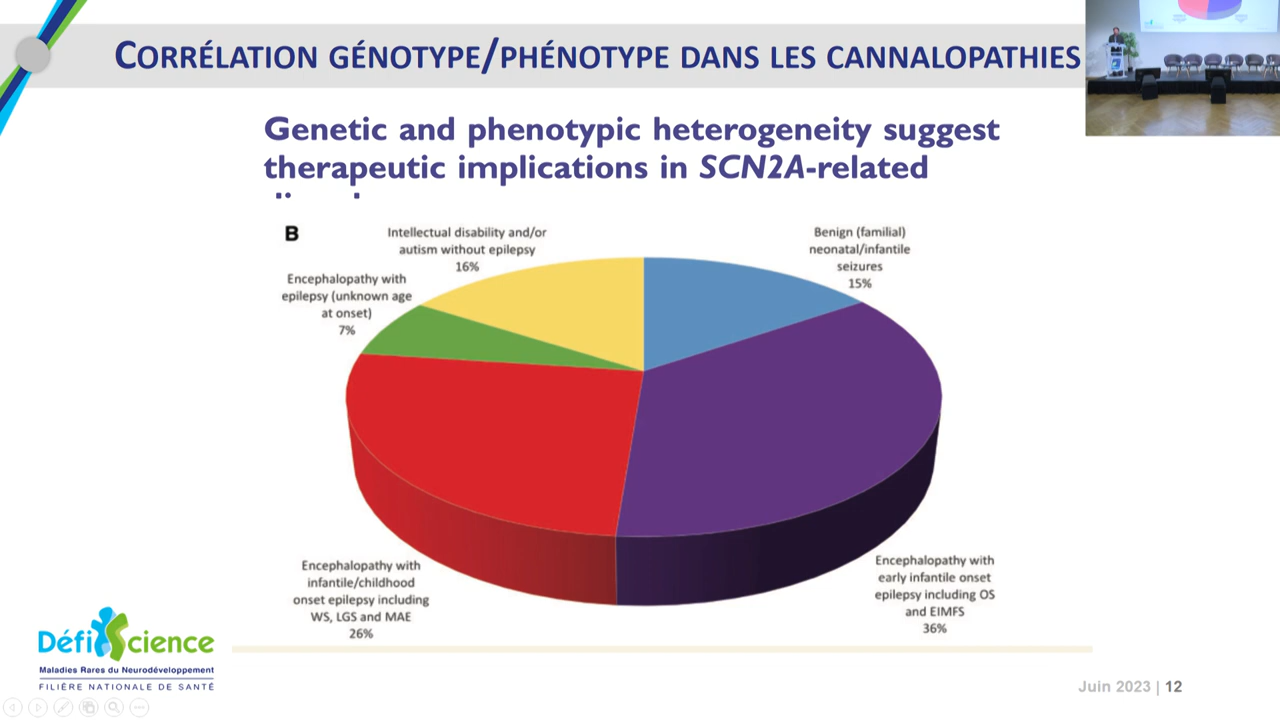 CORRÉLATION GÉNOTYPE/PHÉNOTYPE DANS LES CANNALOPATHIES
Genetic and phenotypic heterogeneity suggest
therapeutic implications in SCN2A-related
B
Intellectual disability and/or
autism without epilepsy
16%
Benign (familial)
neonatal/infantile
seizures
15%
Encephalopathy with
epilepsy (unknown age
at onset)
7%
Encephalopathy with
infantile/childhood
onset epilepsy including
WS, LGS and MAE
26%
Encephalopathy with
early infantile onset
epilepsy including OS
and EIMFS
36%
DéfiScience
Maladies Rares du Neurodéveloppement
FILIÈRE NATIONALE DE SANTÉ
Juin 2023 | 12